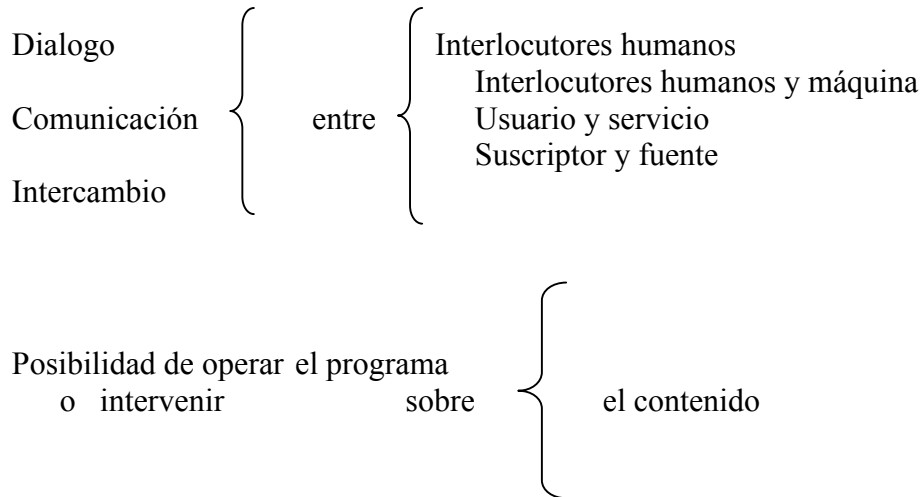 Dialogo
Interlocutores humanos
Interlocutores humanos y máquina
Comunicación entre Usuario y servicio
Suscriptor y fuente
Intercambio
Posibilidad de operar el programa
o intervenir sobre el contenido